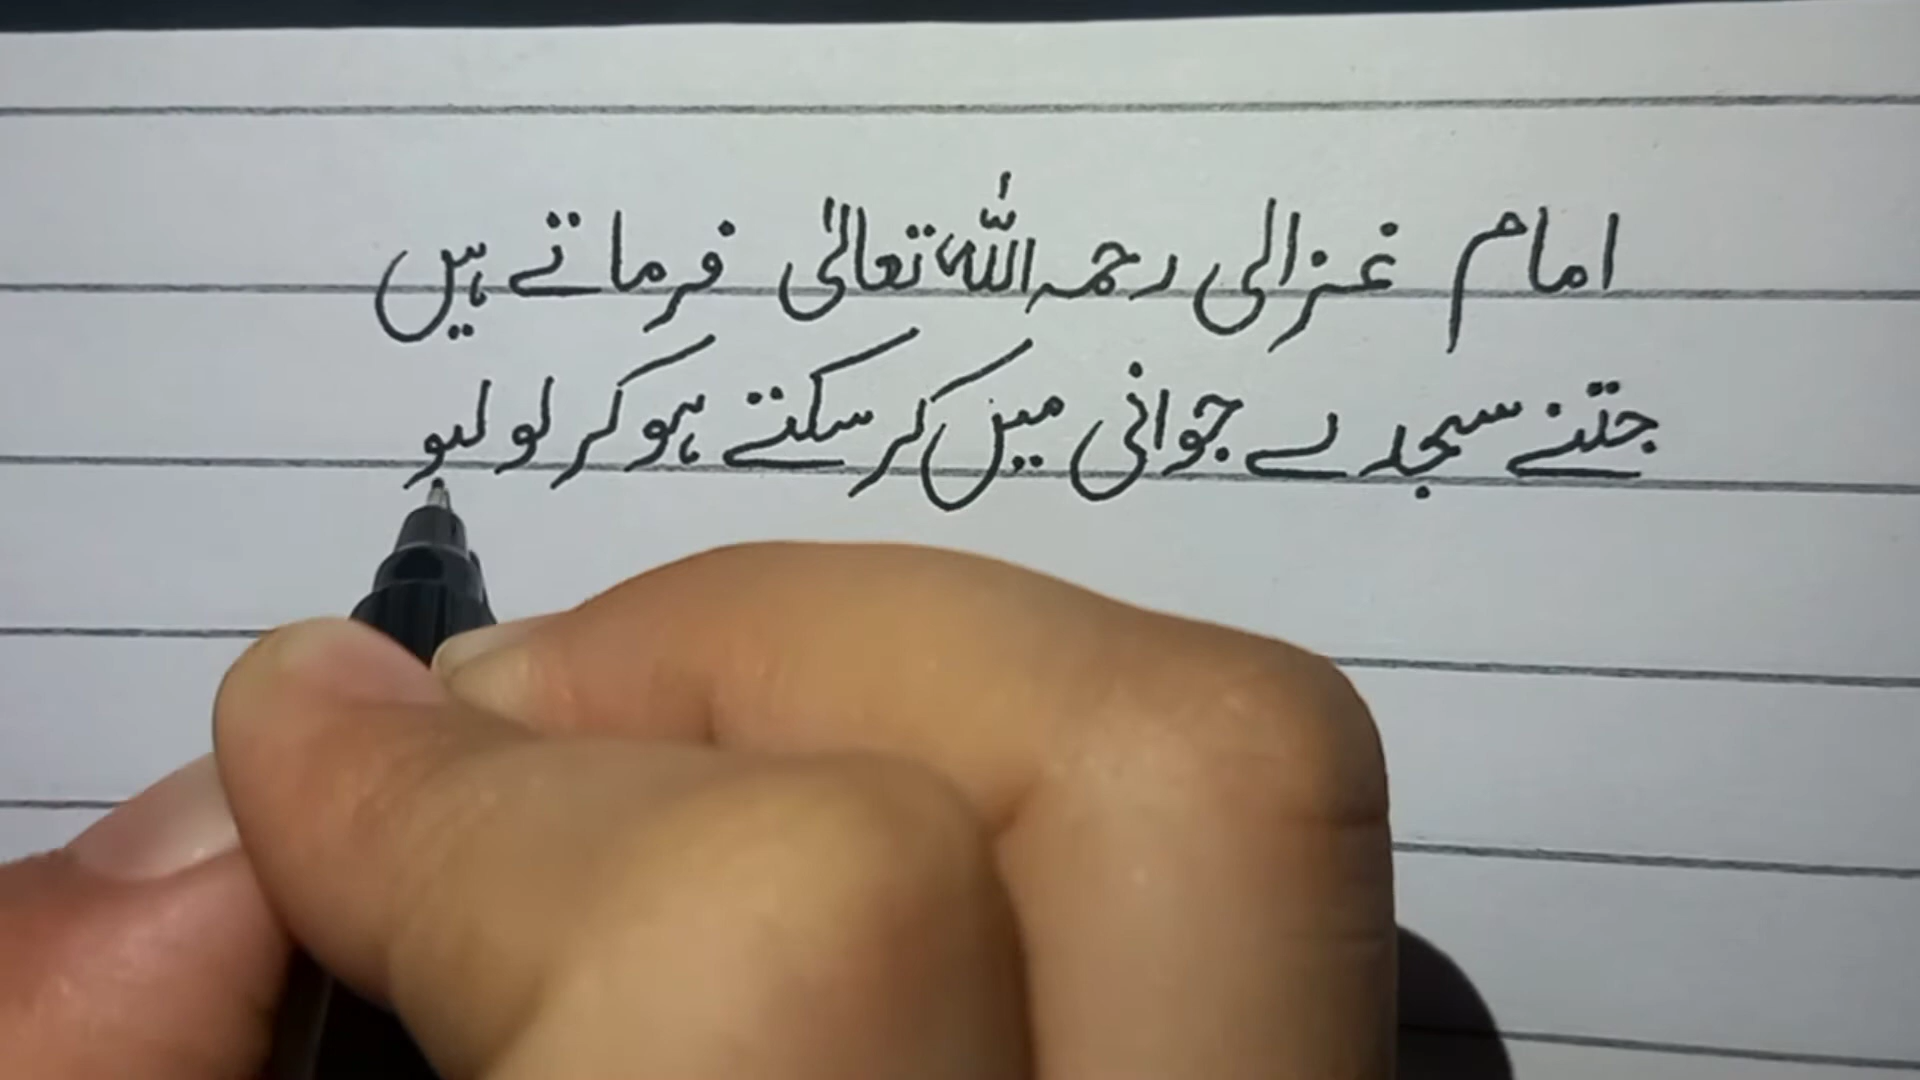 امام غزالی رحمہ اللہ تعالیٰ فرماتے ہیں
جتنے سجدے جوانی میں کر سکتے ہو کر لو